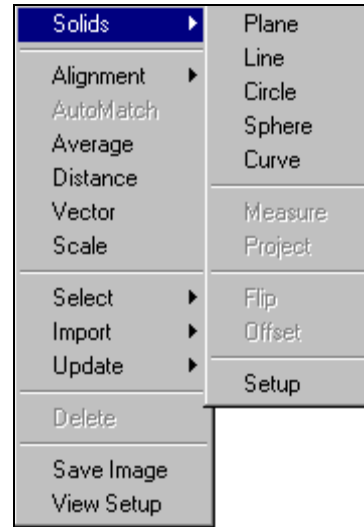 Solids
Alignment
AutoMatch
Average
Distance
Vector
Scale
Select
Import
Update
Delete
Save Image
View Setup
Plane
Line
Circle
Sphere
Curve
Measure
Project
Flip
Offset
Setup